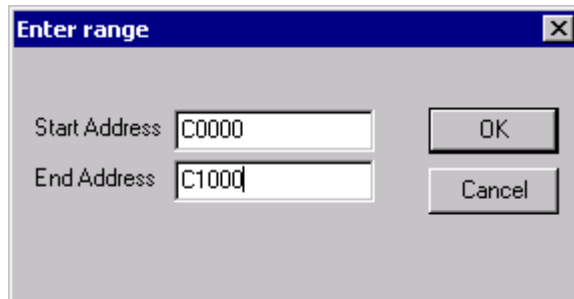 Enter range
Start Address C0000 OK
End Address C1000 Cancel